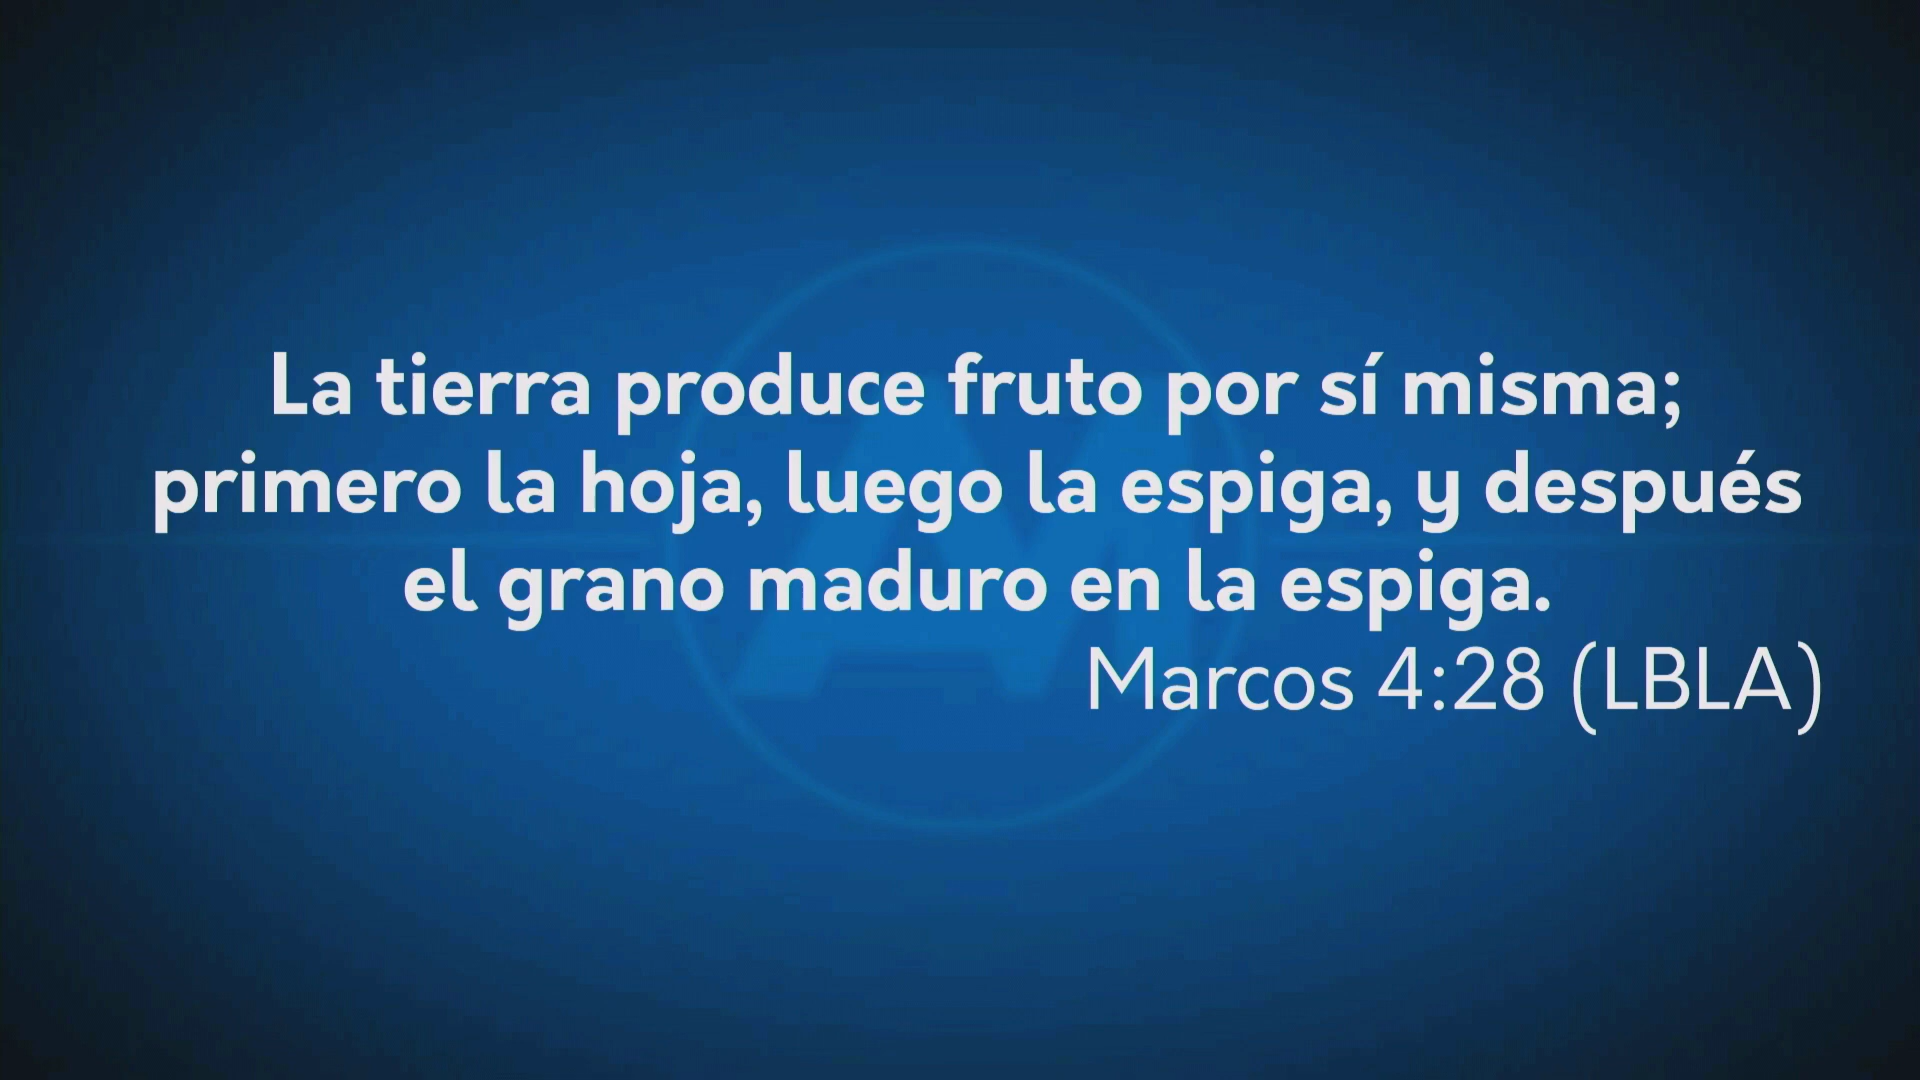 La tierra produce fruto por sí misma;
primero la hoja, luego la espiga, y después
el grano maduro en la espiga.
Marcos 4:28 (LBLA)
AM